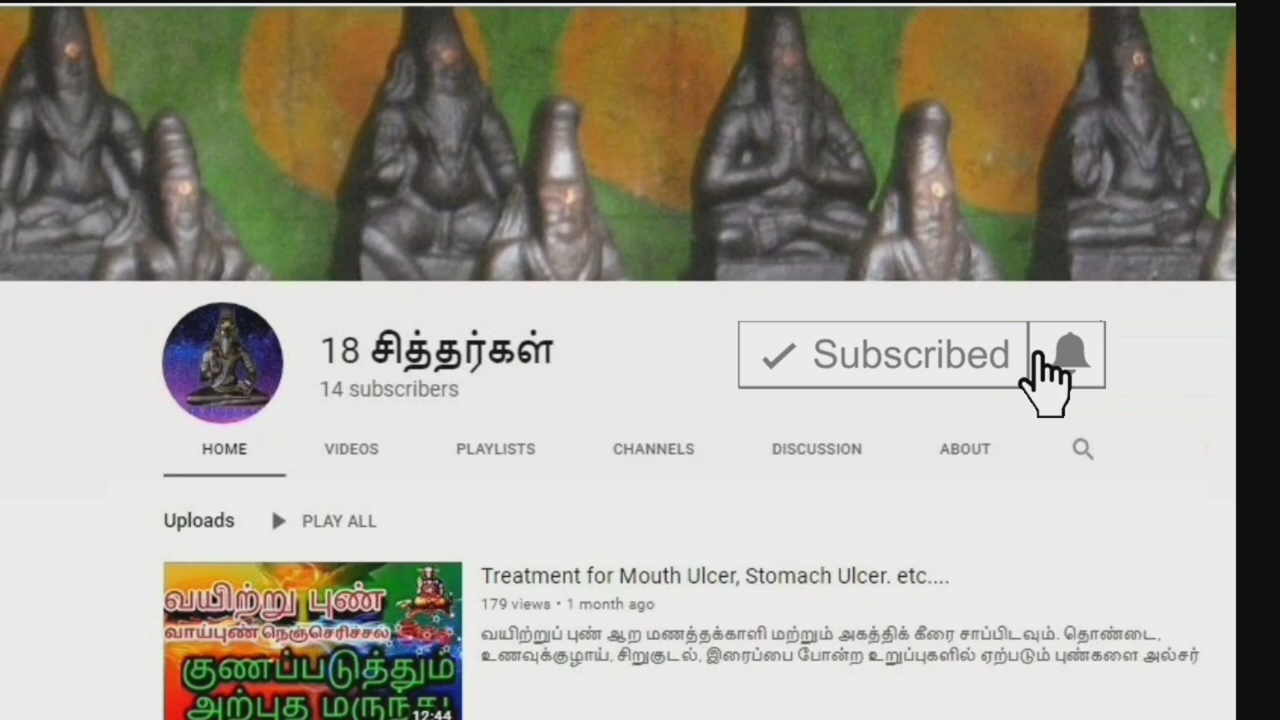 18 சித்தர்கள்
14 subscribers
Subscribed
HOME VIDEOS PLAYLISTS CHANNELS DISCUSSION ABOUT
Uploads PLAY ALL
வயிற்று புண்
வாய்புண் நெஞ்செரிச்சல்
குணப்படுத்தும்
அற்புத மருந்து
12:44
Treatment for Mouth Ulcer, Stomach Ulcer. etc....
179 views • 1 month ago
வயிற்றுப் புண் ஆற மணத்தக்காளி மற்றும் அகத்திக் கீரை சாப்பிடவும். தொண்டை,
உணவுக்குழாய், சிறுகுடல், இரைப்பை போன்ற உறுப்புகளில் ஏற்படும் புண்களை அல்சர்